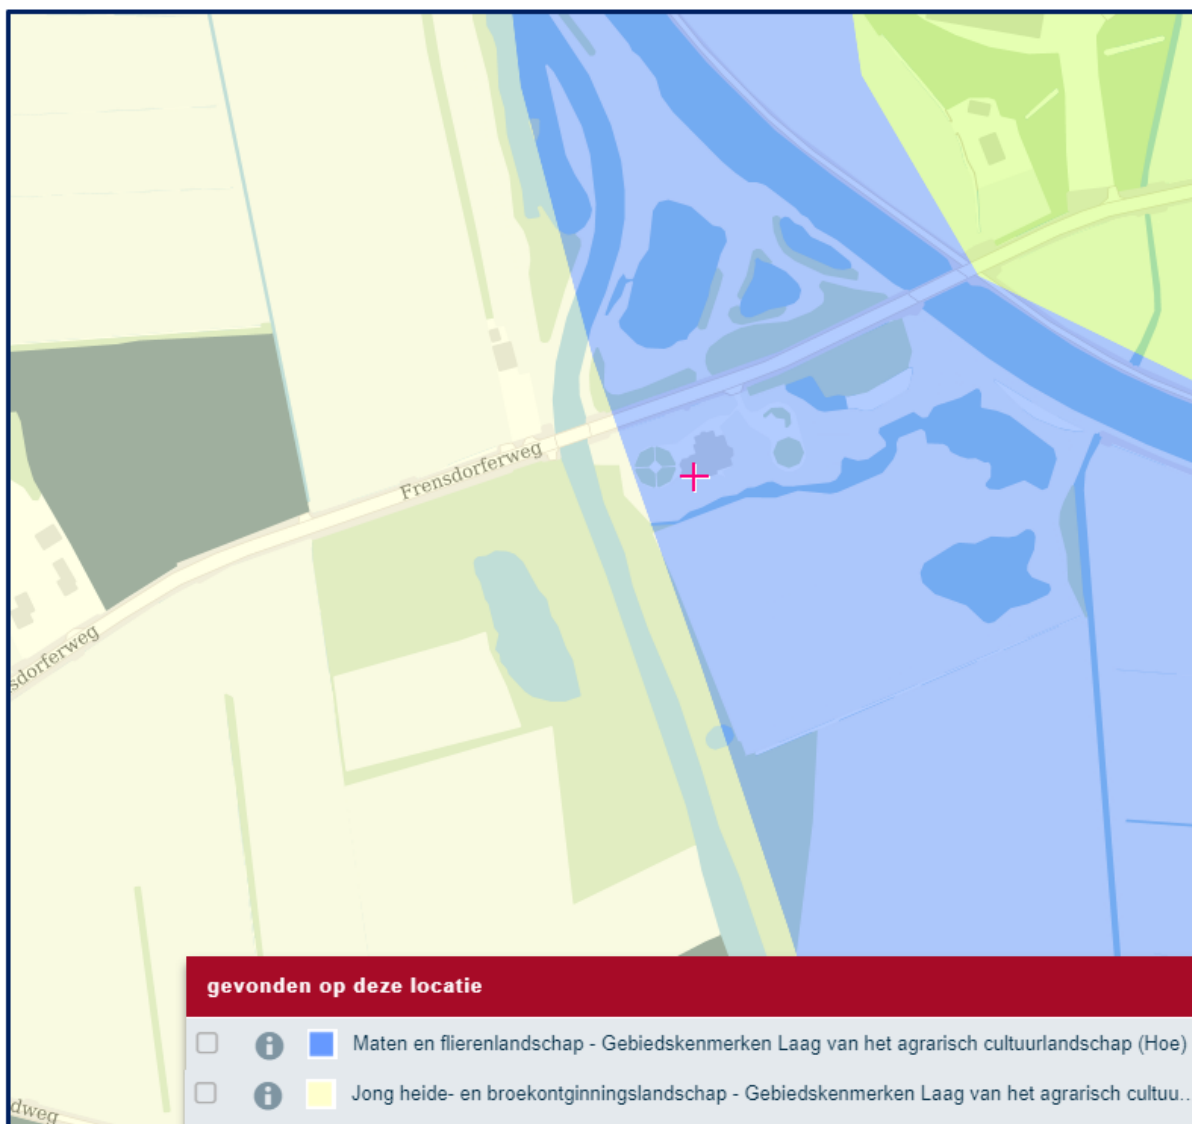 Frensdorferweg
sdorferweg
gevonden op deze locatie
Maten en flierenlandschap - Gebiedskenmerken Laag van het agrarisch cultuurlandschap (Hoe)
Jong heide- en broekontginningslandschap - Gebiedskenmerken Laag van het agrarisch cultuu...
dweg